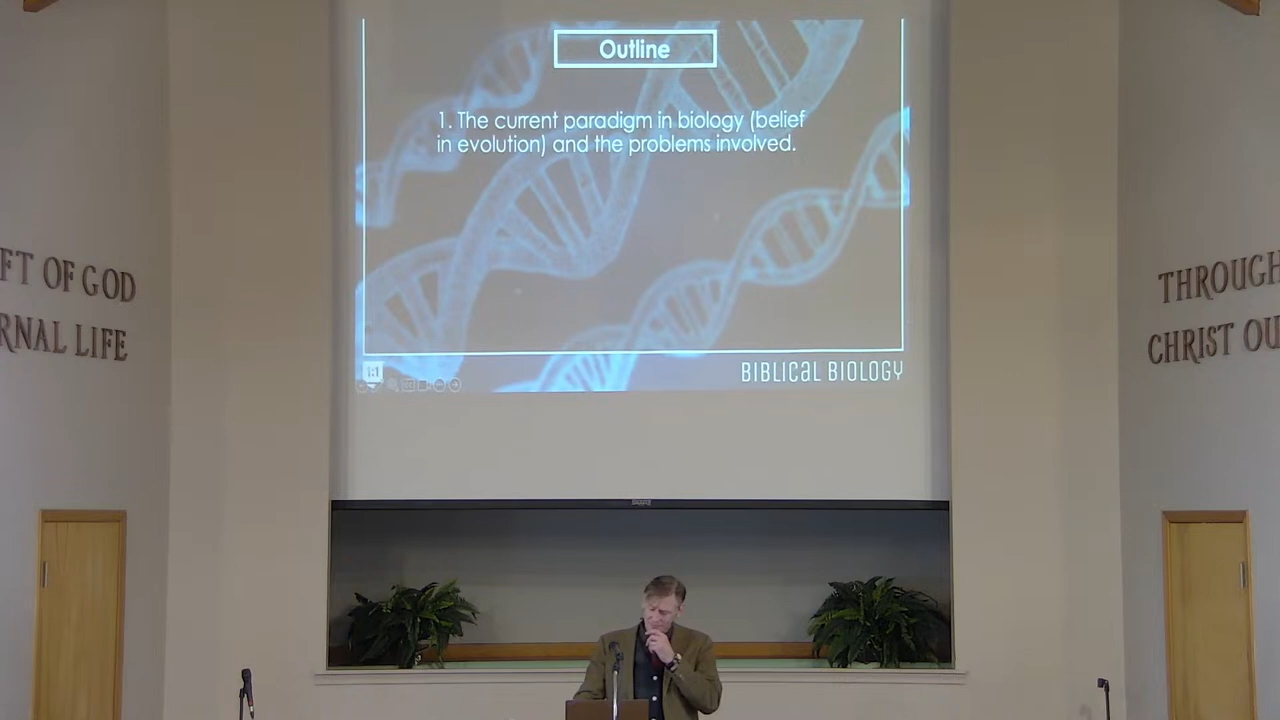 Outline
1. The current paradigm in biology (belief
in evolution) and the problems involved.
BIBLICAL BIOLOGY
FT OF GOD
RNAL LIFE
THROUGH
CHRIST OU